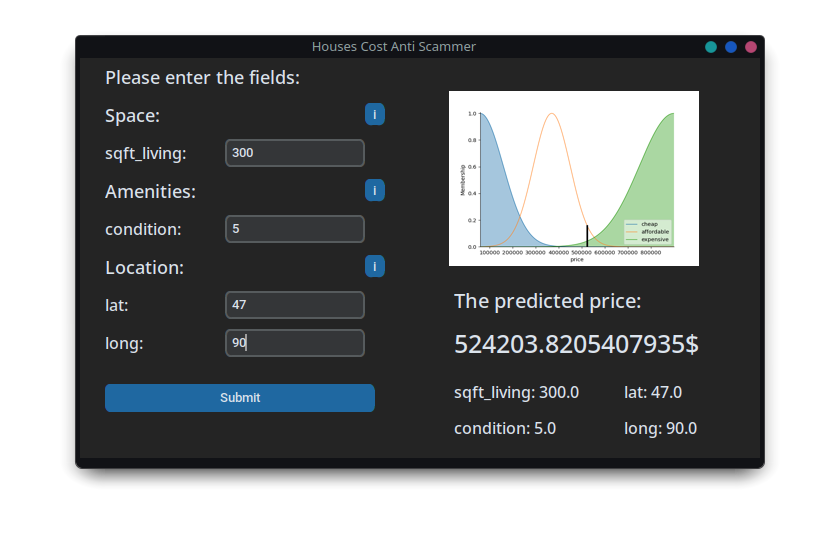 Houses Cost Anti Scammer
Please enter the fields:
Space:
i
sqft_living:
300
Amenities:
i
condition:
5
Location:
i
lat:
47
long:
90
Submit
1.0
0.8
0.6
0.4
0.2
0.0
Membership
100000 200000 300000 400000 500000 600000 700000 800000
price
cheap
affordable
expensive
The predicted price:
524203.8205407935$
sqft_living: 300.0
lat: 47.0
condition: 5.0
long: 90.0